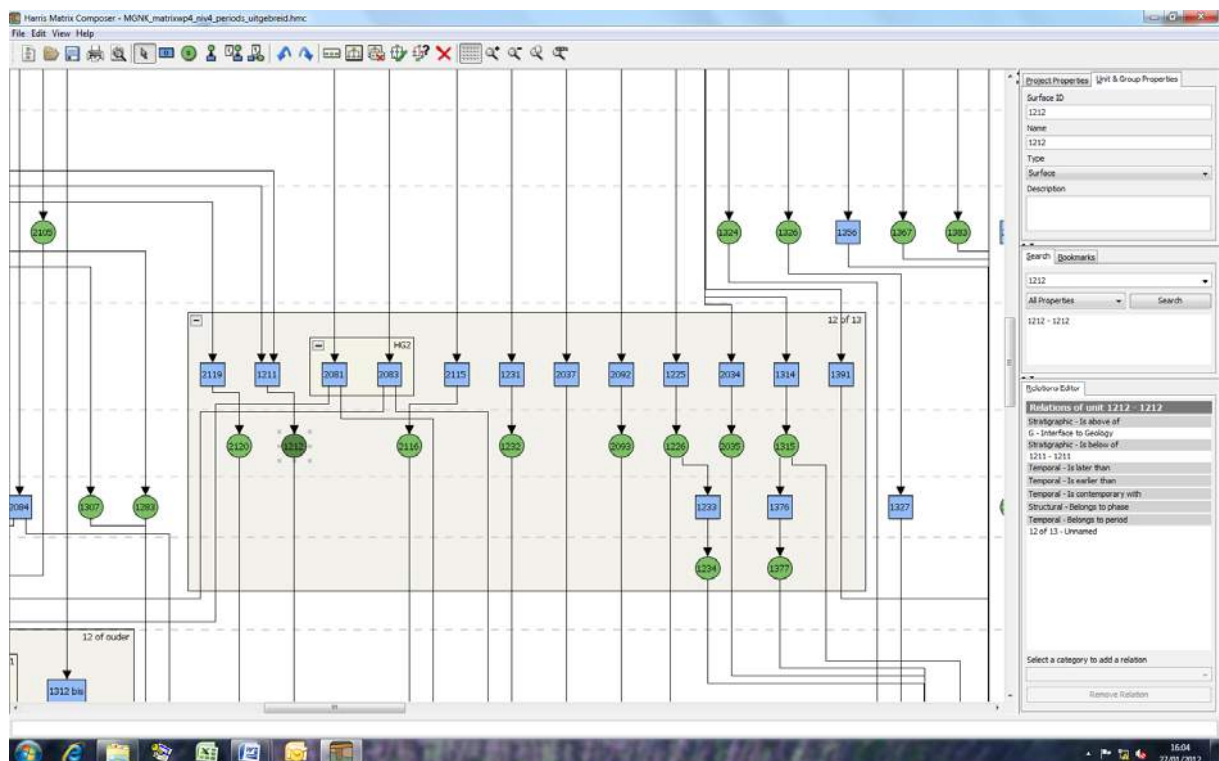 Harris Matrix Composer - MGNK_matrixwp4_niv4_periods_uitgebreid.hmc
File Edit View Help
Project Properties Unit & Group Properties
Surface ID
1212
Name
1212
Type
Surface
Description
2105
1324 1326 1356 1367 1383
Search Bookmarks
1212
All Properties Search
1212 - 1212
12 of 13
HG2
2119 1211 2081 2083 2115 1231 2037 2092 1225 2034 1314 1391
Relations Editor
Relations of unit 1212 - 1212
Stratigraphic - Is above of
G - Interface to Geology
Stratigraphic - Is below of
1211 - 1211
Temporal - Is later than
Temporal - Is earlier than
Temporal - Is contemporary with
Structural - Belongs to phase
Temporal - Belongs to period
12 of 13 - Unnamed
2120 1212 2116 1232 2093 1226 2035 1315
2084 1307 1283 1233 1376 1327
1234 1377
12 of ouder
1
1312 bis
Select a category to add a relation
Remove Relation
16:04
27/01/2012